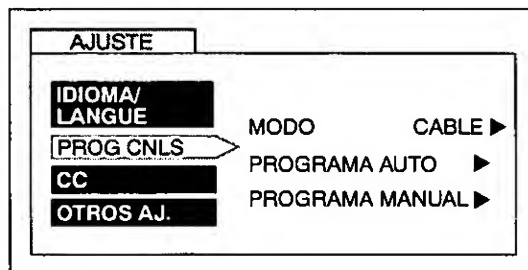 AJUSTE
IDIOMA/
LANGUE
PROG CNLS
CC
OTROS AJ.
MODO CABLE ▶
PROGRAMA AUTO ▶
PROGRAMA MANUAL ▶